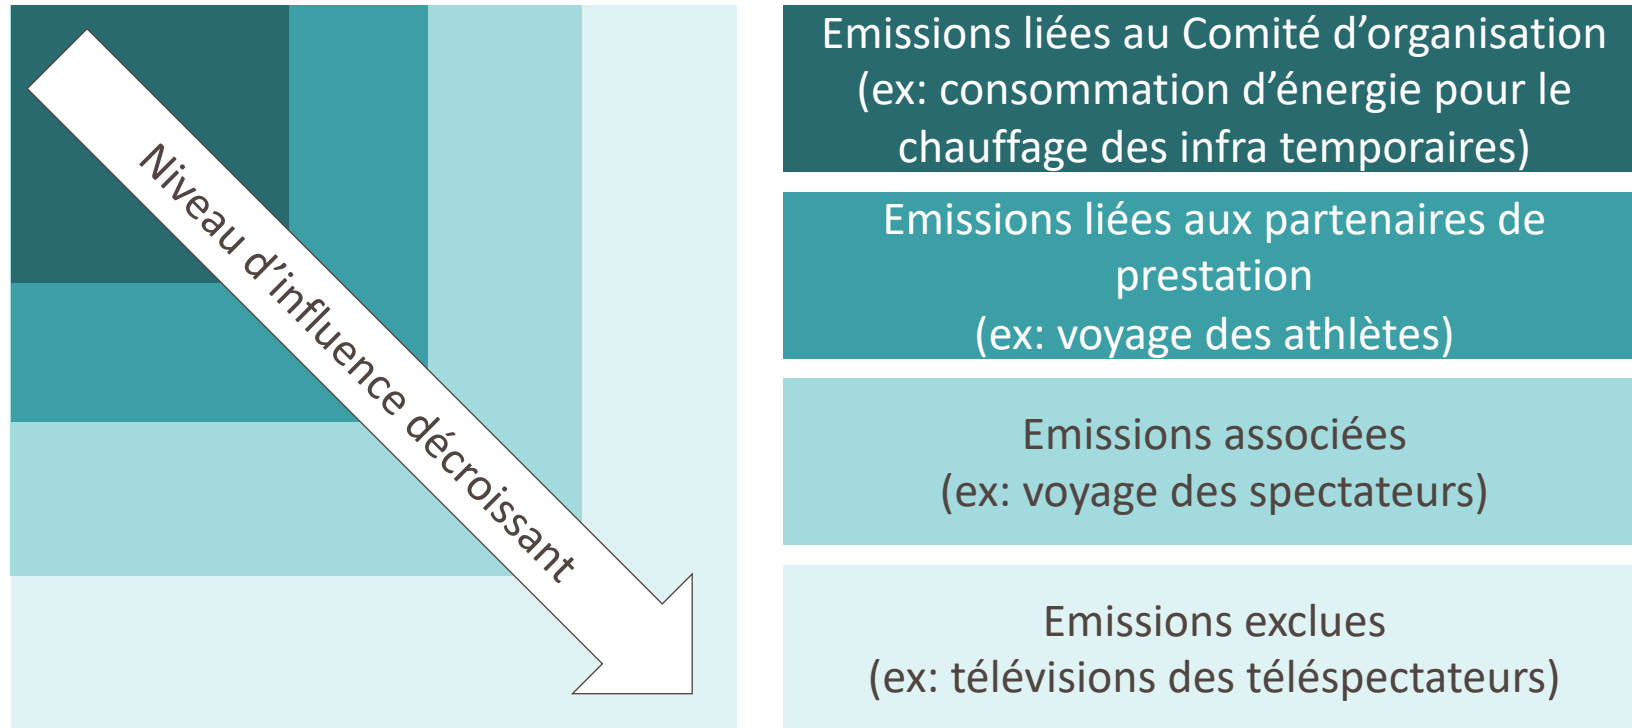 Niveau d’influence décroissant
Emissions liées au Comité d’organisation
(ex: consommation d’énergie pour le
chauffage des infra temporaires)
Emissions liées aux partenaires de
prestation
(ex: voyage des athlètes)
Emissions associées
(ex: voyage des spectateurs)
Emissions exclues
(ex: télévisions des téléspectateurs)